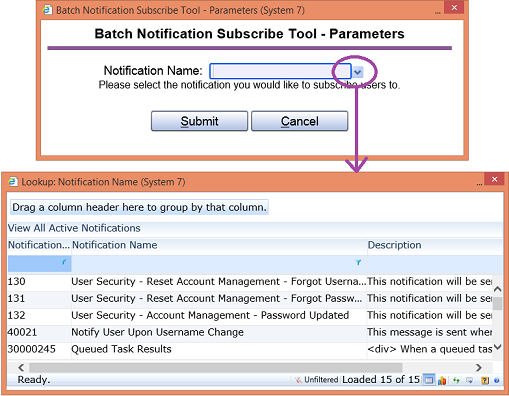 Batch Notification Subscribe Tool - Parameters (System 7)
Batch Notification Subscribe Tool - Parameters
Notification Name:
Please select the notification you would like to subscribe users to.
Submit Cancel
Lookup: Notification Name (System 7)
Drag a column header here to group by that column.
View All Active Notifications
Notification... Notification Name Description
130 User Security - Reset Account Management - Forgot Userna... This notification will be se
131 User Security - Reset Account Management - Forgot Passw... This notification will be se
132 User Security - Account Management - Password Updated This notification will be se
40021 Notify User Upon Username Change This message is sent wher
30000245 Queued Task Results <div> When a queued tas
Ready. Unfiltered Loaded 15 of 15